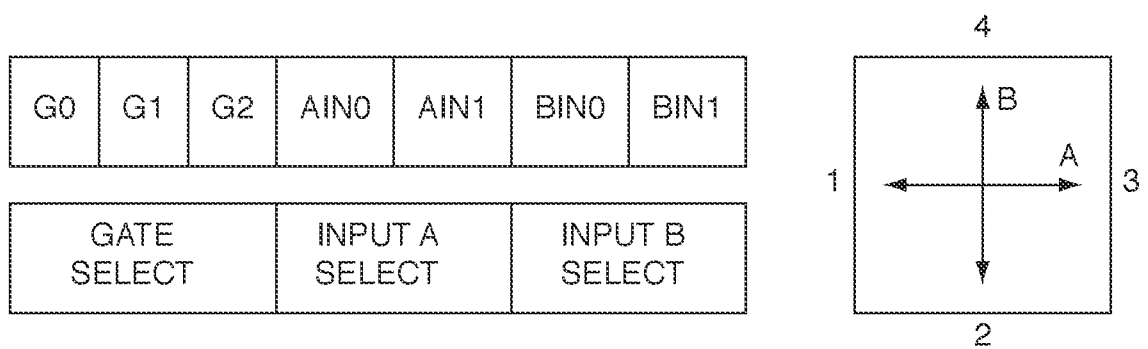 G0 G1 G2 AIN0 AIN1 BIN0 BIN1
GATE SELECT
INPUT A SELECT
INPUT B SELECT
4
B
A
1
3
2